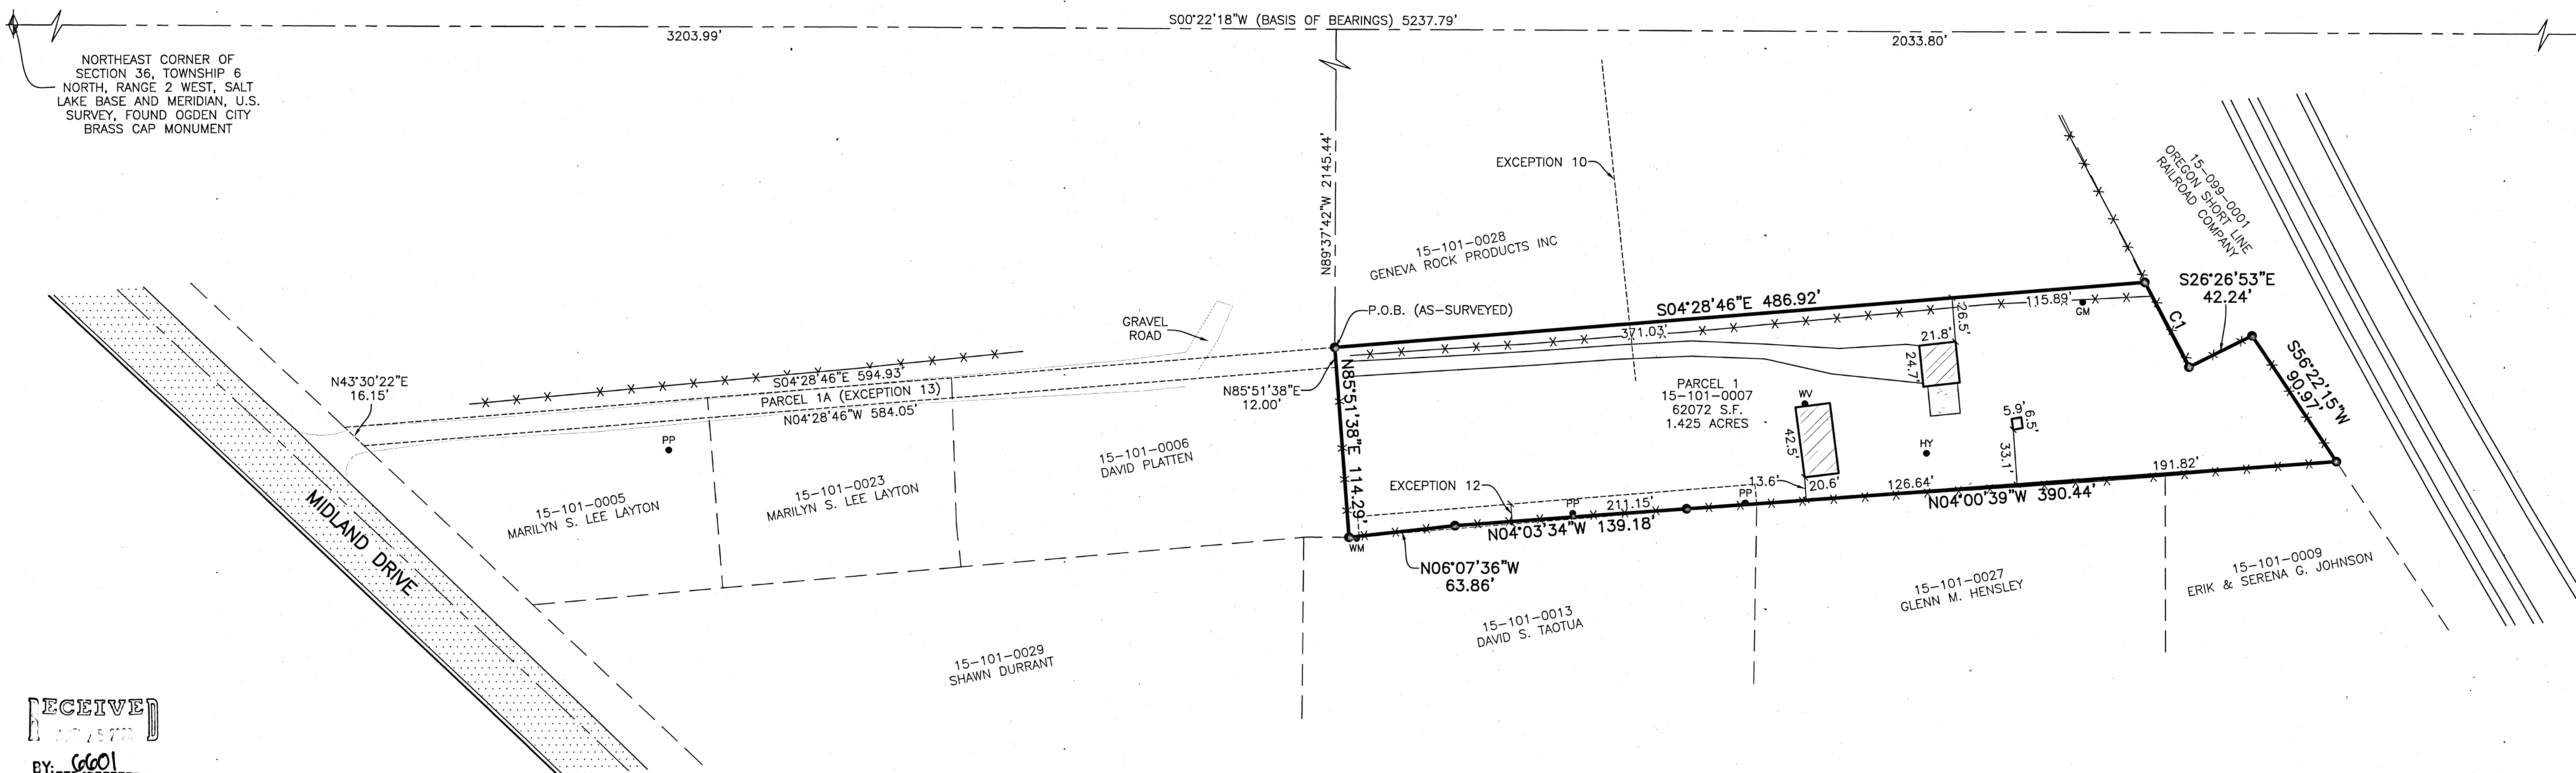 S00°22'18"W (BASIS OF BEARINGS) 5237.79'
3203.99'
2033.80'
NORTHEAST CORNER OF
SECTION 36, TOWNSHIP 6
NORTH, RANGE 2 WEST, SALT
LAKE BASE AND MERIDIAN, U.S.
SURVEY, FOUND OGDEN CITY
BRASS CAP MONUMENT
N89°37'42"W 2145.44'
EXCEPTION 10
15-101-0028
GENEVA ROCK PRODUCTS INC
15-099-0001
OREGON SHORT LINE
RAILROAD COMPANY
S26°26'53"E
42.24'
P.O.B. (AS-SURVEYED)
S04°28'46"E 486.92'
115.89'
GM
C1
26.5'
371.03'
21.8'
24.7'
GRAVEL
ROAD
S56°22'15"W
90.97'
N43°30'22"E
16.15'
S04°28'46"E 594.93'
PARCEL 1A (EXCEPTION 13)
N04°28'46"W 584.05'
N85°51'38"E
12.00'
N85°51'38"E 114.29'
PARCEL 1
15-101-0007
62072 S.F.
1.425 ACRES
WV
42.5'
5.9'
6.5'
33.1'
HY
PP
15-101-0006
DAVID PLATTEN
15-101-0023
MARILYN S. LEE LAYTON
15-101-0005
MARILYN S. LEE LAYTON
MIDLAND DRIVE
EXCEPTION 12
PP
211.15'
PP
13.6'
20.6'
126.64'
191.82'
N04°00'39"W 390.44'
N04°03'34"W 139.18'
WM
N06°07'36"W
63.86'
15-101-0009
ERIK & SERENA G. JOHNSON
15-101-0027
GLENN M. HENSLEY
15-101-0013
DAVID S. TAOTUA
15-101-0029
SHAWN DURRANT
RECEIVED
BY: 6601